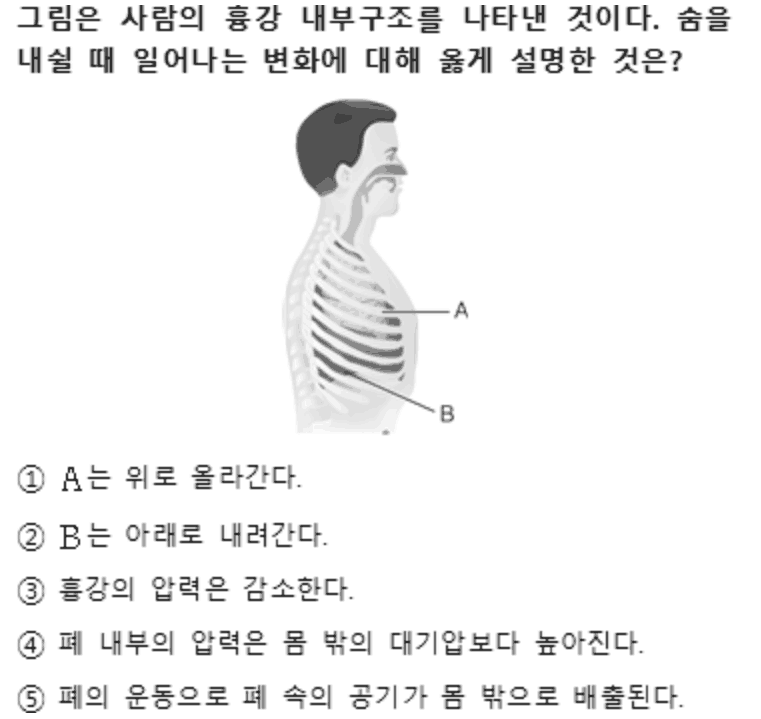 그림은 사람의 흉강 내부구조를 나타낸 것이다. 숨을
내쉴 때 일어나는 변화에 대해 옳게 설명한 것은?
A
B
① A는 위로 올라간다.
② B는 아래로 내려간다.
③ 흉강의 압력은 감소한다.
④ 폐 내부의 압력은 몸 밖의 대기압보다 높아진다.
⑤ 폐의 운동으로 폐 속의 공기가 몸 밖으로 배출된다.